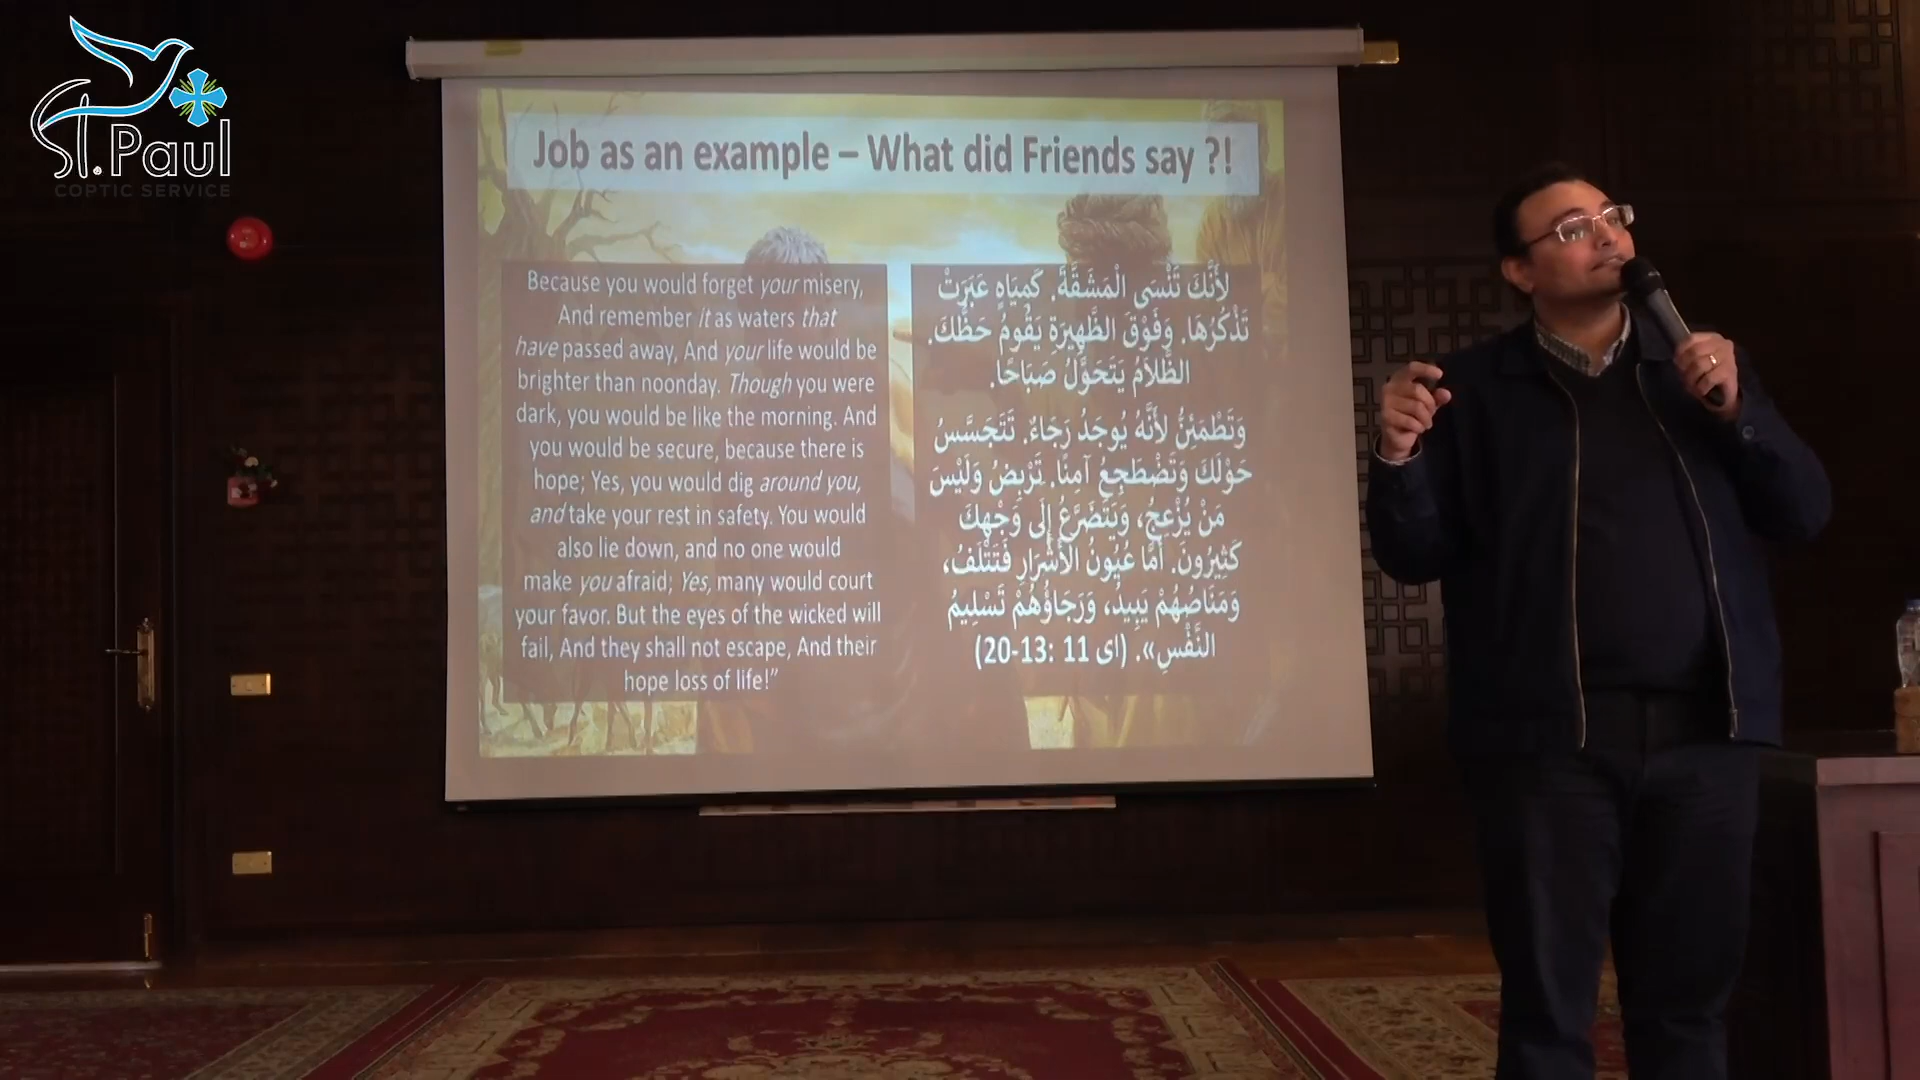 St. Paul
COPTIC SERVICE
Job as an example – What did Friends say ?!
Because you would forget your misery,
And remember it as waters that
have passed away, And your life would be
brighter than noonday. Though you were
dark, you would be like the morning. And
you would be secure, because there is
hope; Yes, you would dig around you,
and take your rest in safety. You would
also lie down, and no one would
make you afraid; Yes, many would court
your favor. But the eyes of the wicked will
fail, And they shall not escape, And their
hope loss of life!”
لأَنَّكَ تَنْسَى الْمَشَقَّةَ. كَمِيَاهٍ عَبَرَتْ
تَذْكُرُهَا. وَفَوْقَ الظَّهِيرَةِ يَقُومُ حَظُّكَ.
الظَّلاَمُ يَتَحَوَّلُ صَبَاحًا.
وَتَطْمَئِنُّ لأَنَّهُ يُوجَدُ رَجَاءٌ. تَتَجَسَّسُ
حَوْلَكَ وَتَضْطَجِعُ آمِنًا. تَرْبِضُ وَلَيْسَ
مَنْ يُزْعِجُ، وَيَتَضَرَّعُ إِلَى وَجْهِكَ
كَثِيرُونَ. أَمَّا عُيُونُ الأَشْرَارِ فَتَتْلَفُ،
وَمَنَاصُهُمْ يَبِيدُ، وَرَجَاؤُهُمْ تَسْلِيمُ
النَّفْسِ». (اى 11 :13-20)